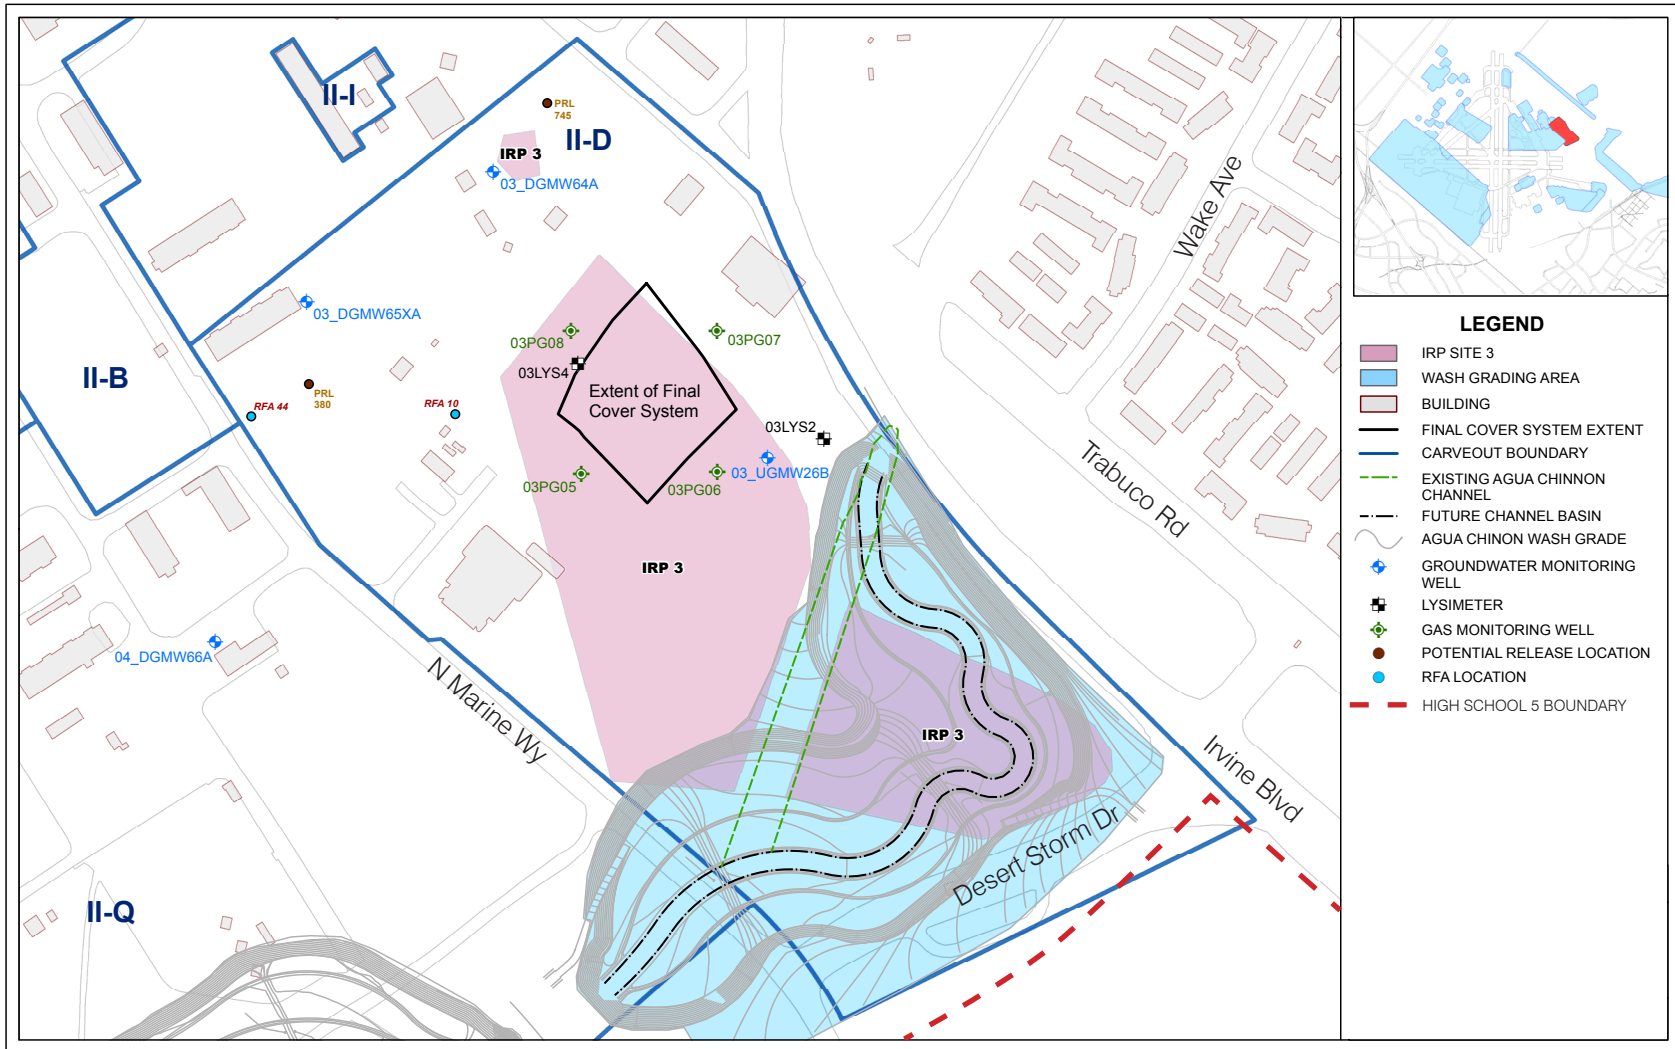 II-I
PRL
745
II-D
IRP 3
03_DGMW64A
Wake Ave
03_DGMW65XA
03PG08
03PG07
03LYS4
Extent of Final
Cover System
II-B
PRL
380
RFA 44
RFA 10
03LYS2
03_UGMW26B
03PG05
03PG06
Trabuco Rd
IRP 3
04_DGMW66A
N Marine Wy
IRP 3
Irvine Blvd
Desert Storm Dr
II-Q
LEGEND
IRP SITE 3
WASH GRADING AREA
BUILDING
FINAL COVER SYSTEM EXTENT
CARVEOUT BOUNDARY
EXISTING AGUA CHINNON
CHANNEL
FUTURE CHANNEL BASIN
AGUA CHINON WASH GRADE
GROUNDWATER MONITORING
WELL
LYSIMETER
GAS MONITORING WELL
POTENTIAL RELEASE LOCATION
RFA LOCATION
HIGH SCHOOL 5 BOUNDARY